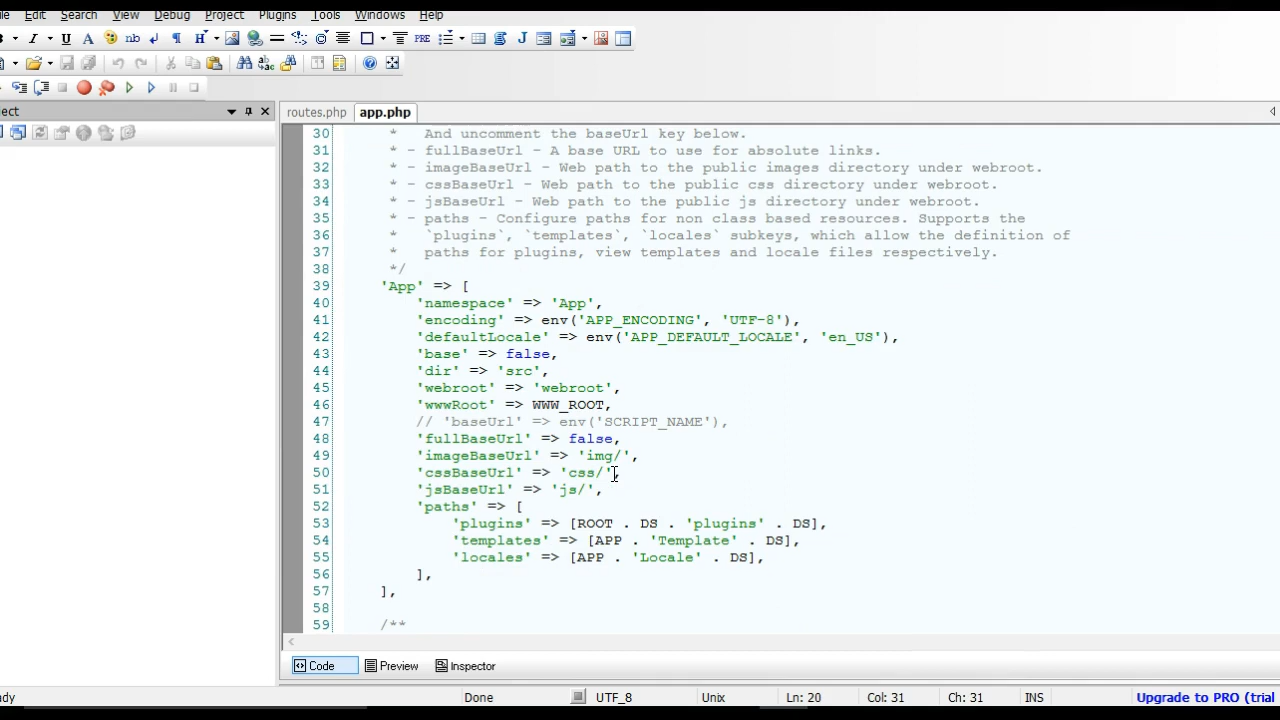 Edit Search View Debug Project Plugins Tools Windows Help
I U A nb ¶ H PRE J
routes.php app.php
30 * And uncomment the baseUrl key below.
31 * - fullBaseUrl - A base URL to use for absolute links.
32 * - imageBaseUrl - Web path to the public images directory under webroot.
33 * - cssBaseUrl - Web path to the public css directory under webroot.
34 * - jsBaseUrl - Web path to the public js directory under webroot.
35 * - paths - Configure paths for non class based resources. Supports the
36 * `plugins`, `templates`, `locales` subkeys, which allow the definition of
37 * paths for plugins, view templates and locale files respectively.
38 */
39 'App' => [
40 'namespace' => 'App',
41 'encoding' => env('APP_ENCODING', 'UTF-8'),
42 'defaultLocale' => env('APP_DEFAULT_LOCALE', 'en_US'),
43 'base' => false,
44 'dir' => 'src',
45 'webroot' => 'webroot',
46 'wwwRoot' => WWW_ROOT,
47 // 'baseUrl' => env('SCRIPT_NAME'),
48 'fullBaseUrl' => false,
49 'imageBaseUrl' => 'img/',
50 'cssBaseUrl' => 'css/',
51 'jsBaseUrl' => 'js/',
52 'paths' => [
53 'plugins' => [ROOT . DS . 'plugins' . DS],
54 'templates' => [APP . 'Template' . DS],
55 'locales' => [APP . 'Locale' . DS],
56 ],
57 ],
58
59 /**
Code Preview Inspector
Done UTF_8 Unix Ln: 20 Col: 31 Ch: 31 INS Upgrade to PRO (trial